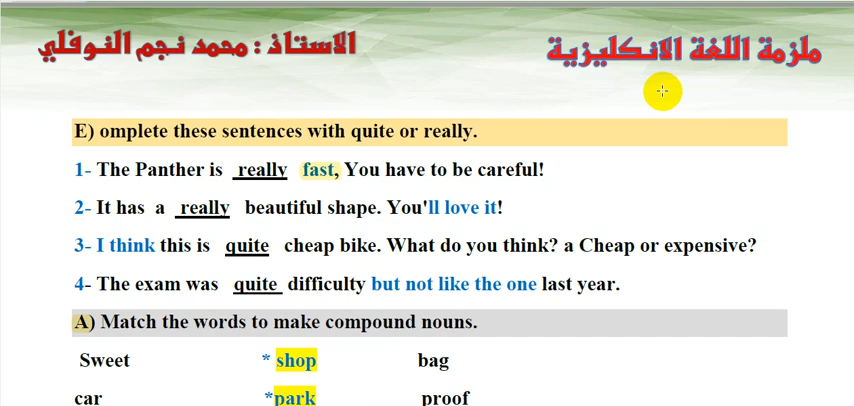 ملزمة اللغة الانكليزية الاستاذ : محمد نجم النوفلي
E) omplete these sentences with quite or really.
1- The Panther is really fast, You have to be careful!
2- It has a really beautiful shape. You'll love it!
3- I think this is quite cheap bike. What do you think? a Cheap or expensive?
4- The exam was quite difficulty but not like the one last year.
A) Match the words to make compound nouns.
Sweet * shop bag
car *park proof